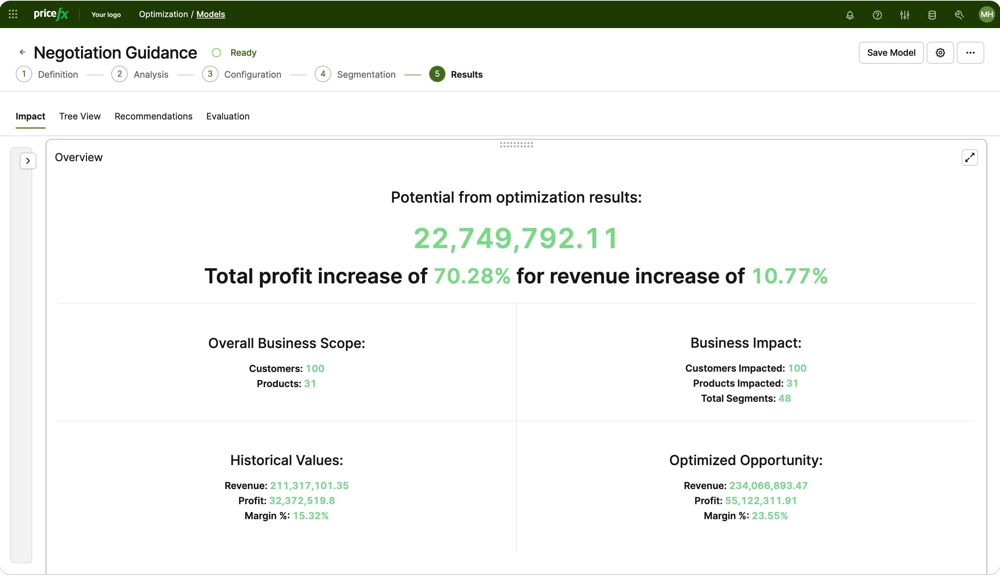 pricefx
Your logo
Optimization / Models
MH
Negotiation Guidance
Ready
Save Model
1 Definition
2 Analysis
3 Configuration
4 Segmentation
5 Results
Impact
Tree View
Recommendations
Evaluation
Overview
Potential from optimization results:
22,749,792.11
Total profit increase of 70.28% for revenue increase of 10.77%
Overall Business Scope:
Customers: 100
Products: 31
Business Impact:
Customers Impacted: 100
Products Impacted: 31
Total Segments: 48
Historical Values:
Revenue: 211,317,101.35
Profit: 32,372,519.8
Margin %: 15.32%
Optimized Opportunity:
Revenue: 234,066,893.47
Profit: 55,122,311.91
Margin %: 23.55%